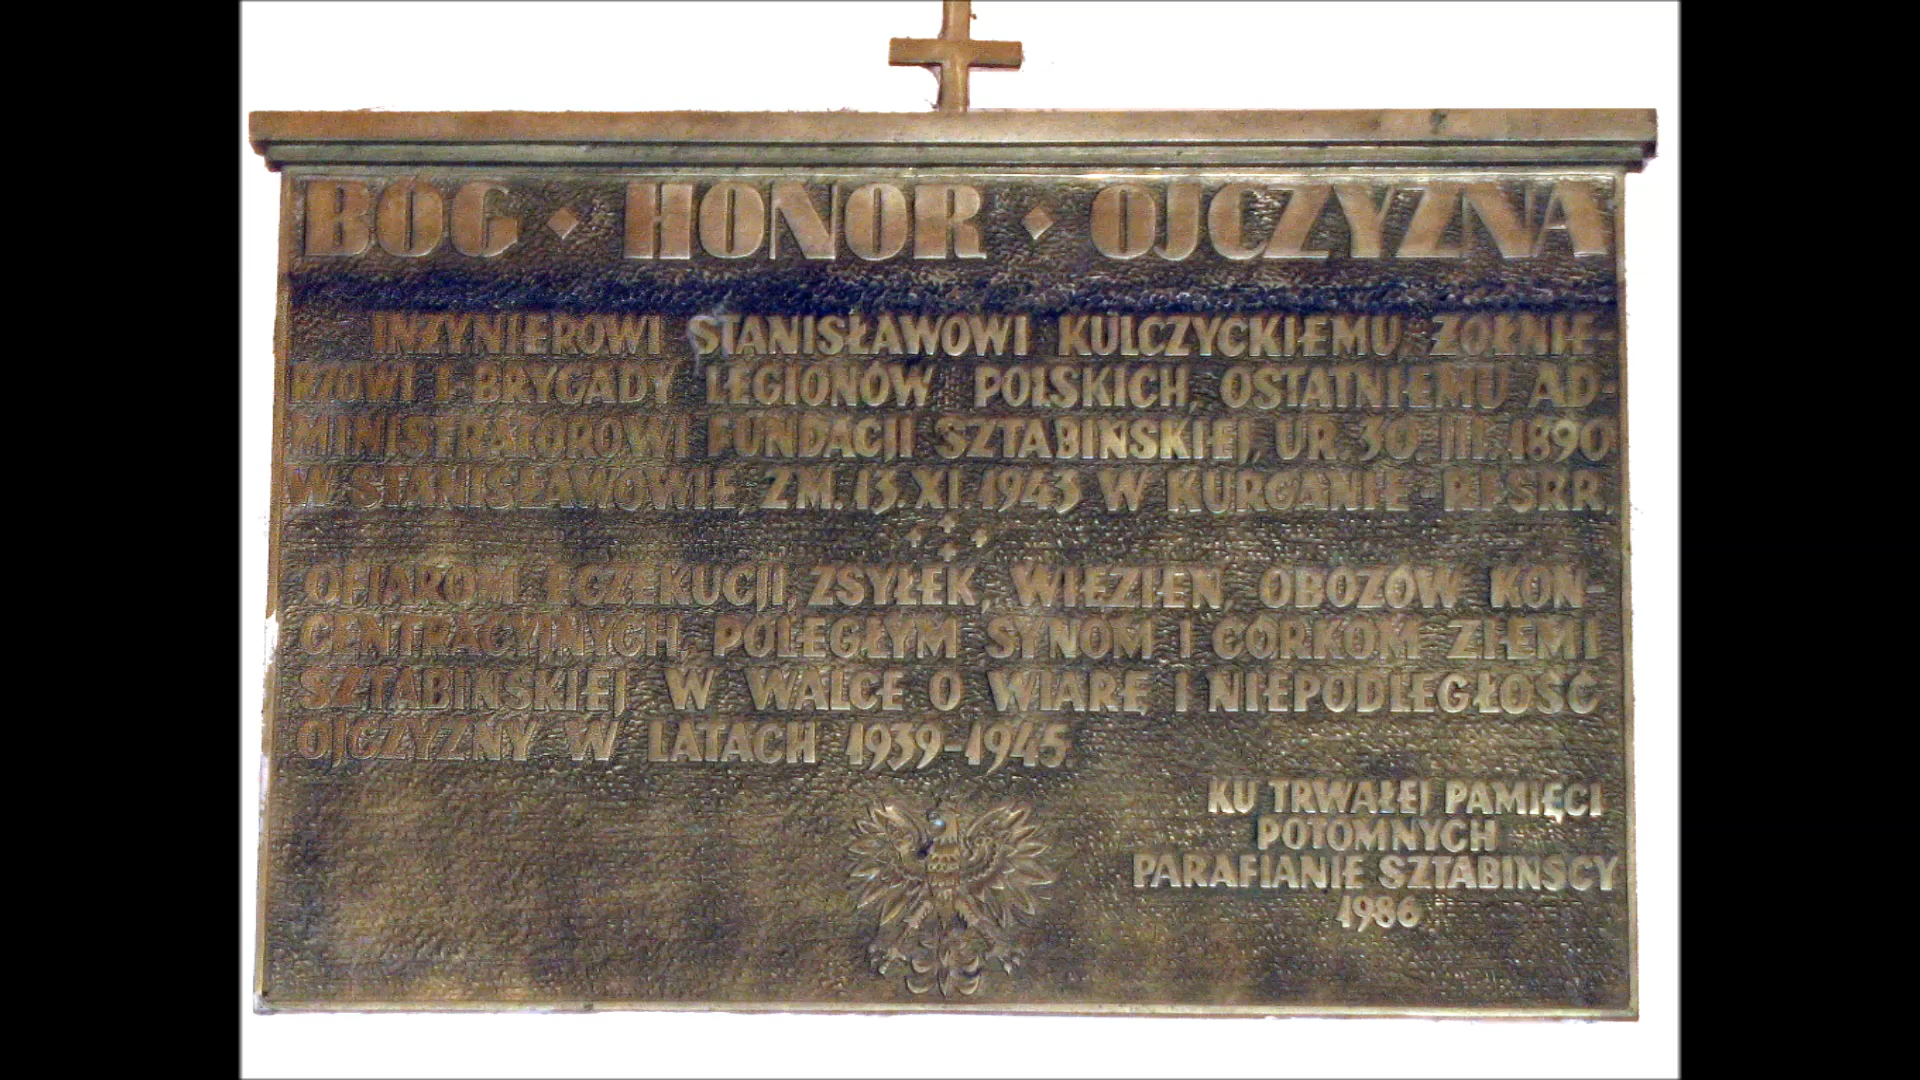 BÓG · HONOR · OJCZYZNA
INŻYNIEROWI STANISŁAWOWI KULCZYCKIEMU, ŻOŁNIE-
RZOWI I-BRYGADY LEGIONÓW POLSKICH, OSTATNIEMU AD-
MINISTRATOROWI FUNDACJI SZTABIŃSKIEJ, UR. 30. III. 1890
W STANISŁAWOWIE, ZM. 13. XI. 1943 W KURGANIE-RFSRR,
OFIAROM EGZEKUCJI, ZSYŁEK, WIĘZIEŃ, OBOZÓW KON-
CENTRACYJNYCH, POLEGŁYM SYNOM I CÓRKOM ZIEMI
SZTABIŃSKIEJ W WALCE O WIARĘ I NIEPODLEGŁOŚĆ
OJCZYZNY W LATACH 1939-1945.
KU TRWAŁEJ PAMIĘCI
POTOMNYCH
PARAFIANIE SZTABIŃSCY
1986